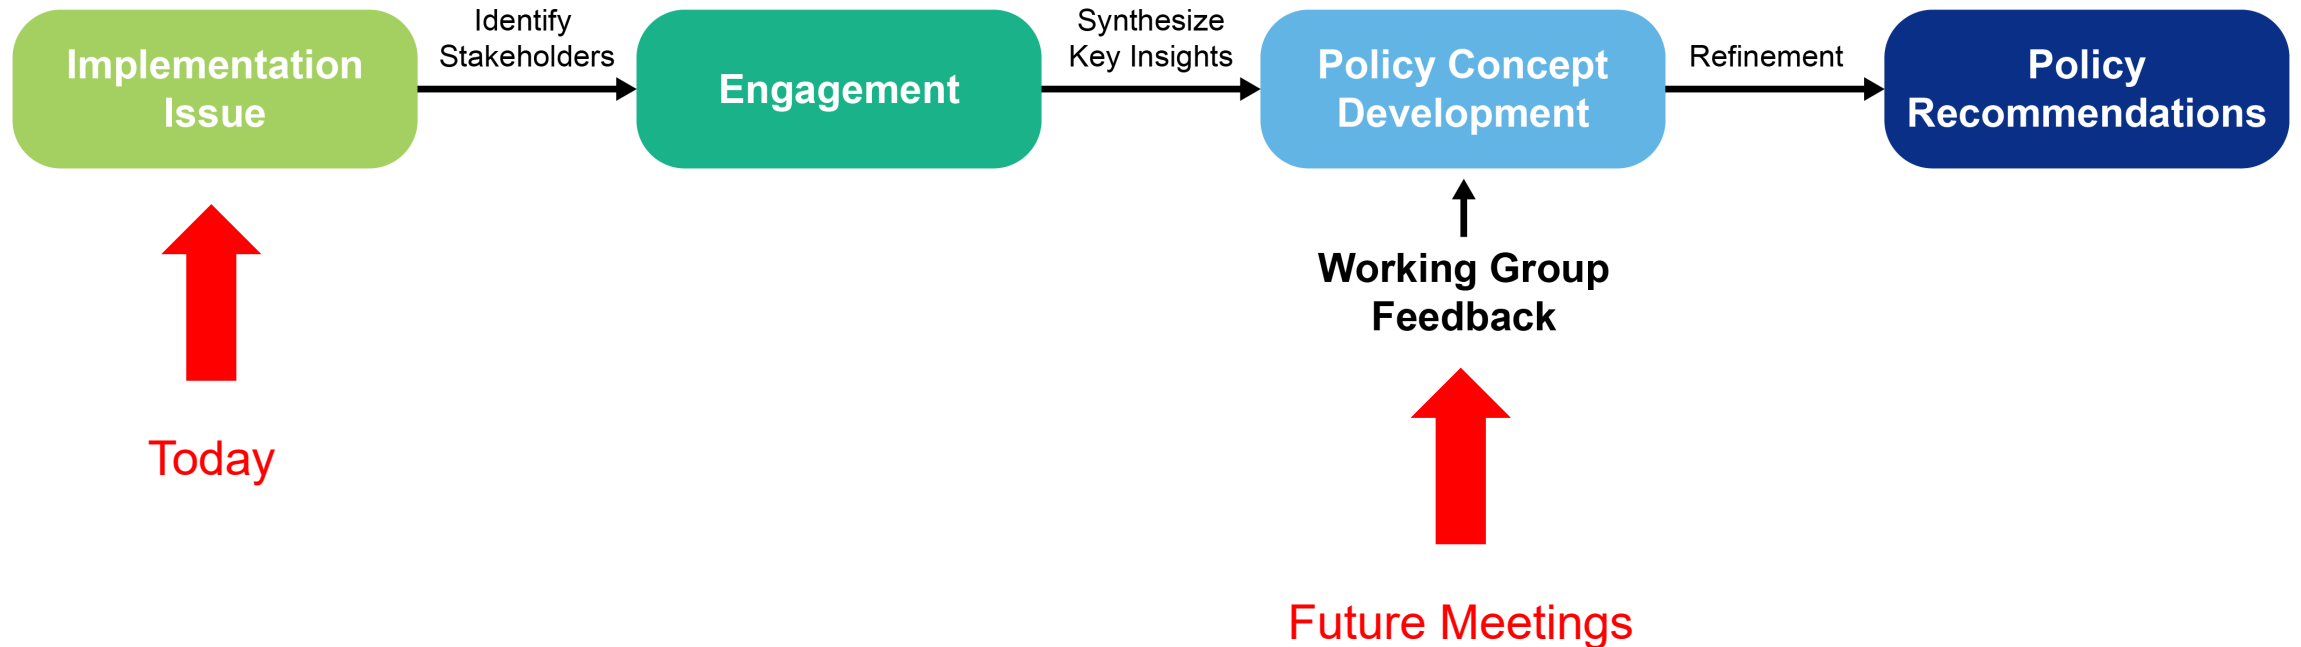 Implementation
Issue
Identify
Stakeholders
Engagement
Synthesize
Key Insights
Policy Concept
Development
Refinement
Policy
Recommendations
Working Group
Feedback
Today
Future Meetings